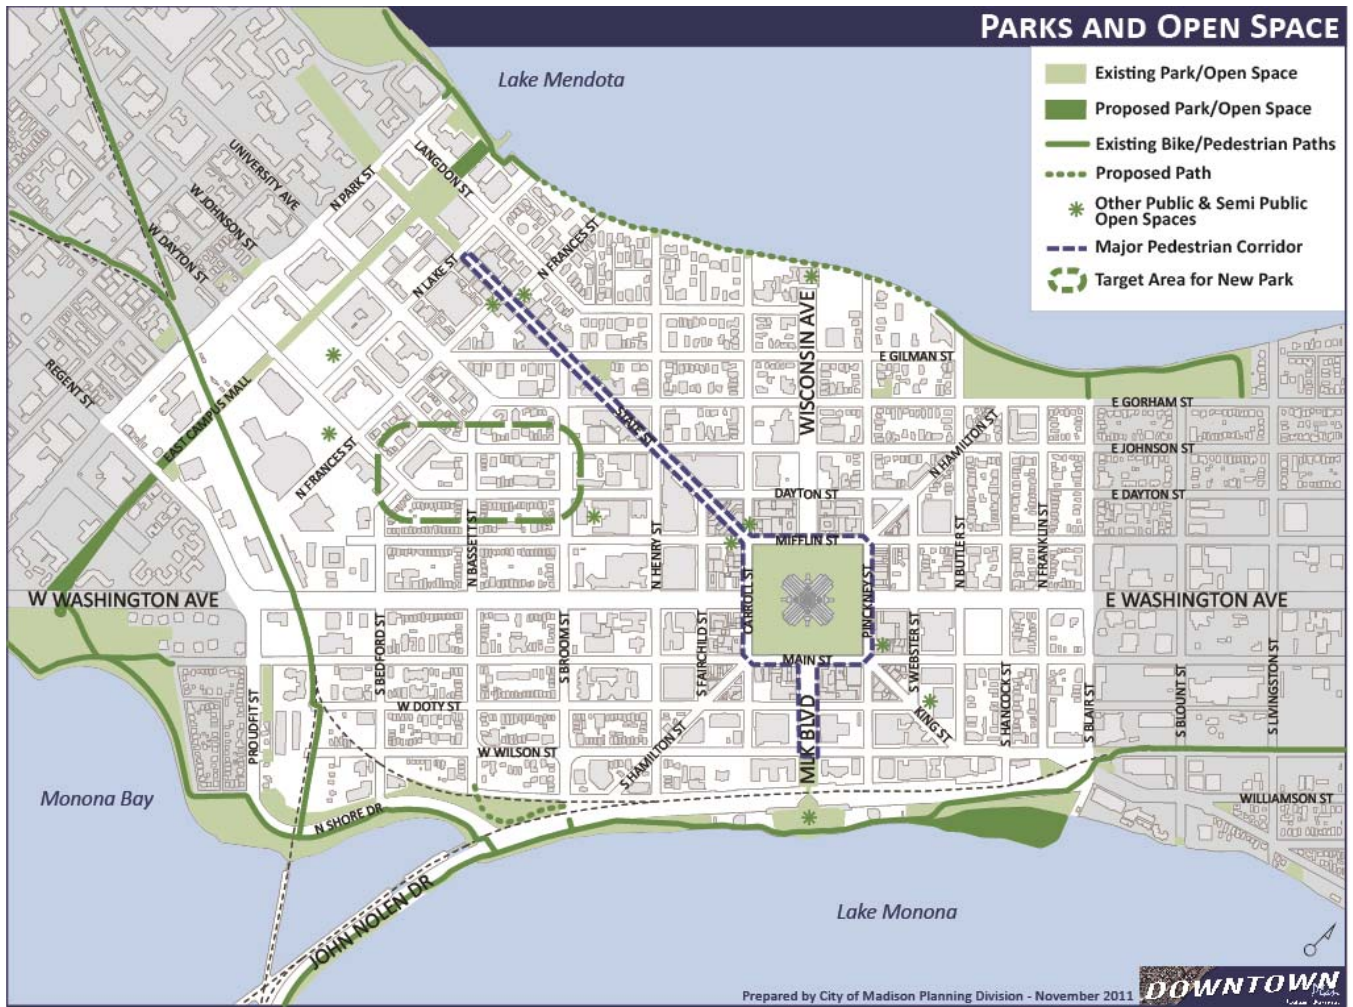 PARKS AND OPEN SPACE
Existing Park/Open Space
Proposed Park/Open Space
Existing Bike/Pedestrian Paths
Proposed Path
Other Public & Semi Public
Open Spaces
Major Pedestrian Corridor
Target Area for New Park
Lake Mendota
UNIVERSITY AVE
W JOHNSON ST
W DAYTON ST
N PARK ST
LANGDON ST
N LAKE ST
N FRANCES ST
REGENT ST
EAST CAMPUS MALL
N FRANCES ST
STATE ST
WISCONSIN AVE
E GILMAN ST
E GORHAM ST
E JOHNSON ST
E DAYTON ST
N HAMILTON ST
DAYTON ST
MIFFLIN ST
N BASSETT ST
N HENRY ST
N BUTLER ST
N FRANKLIN ST
CARROLL ST
PINCKNEY ST
W WASHINGTON AVE
E WASHINGTON AVE
MAIN ST
S BEDFORD ST
S BROOM ST
S FAIRCHILD ST
S WEBSTER ST
S HANCOCK ST
S BLAIR ST
S BLOUNT ST
S LIVINGSTON ST
PROUDFIT ST
W DOTY ST
W WILSON ST
S HAMILTON ST
MLK BLVD
KING ST
WILLIAMSON ST
Monona Bay
N SHORE DR
JOHN NOLEN DR
Lake Monona
Prepared by City of Madison Planning Division - November 2011
DOWNTOWN
Plan